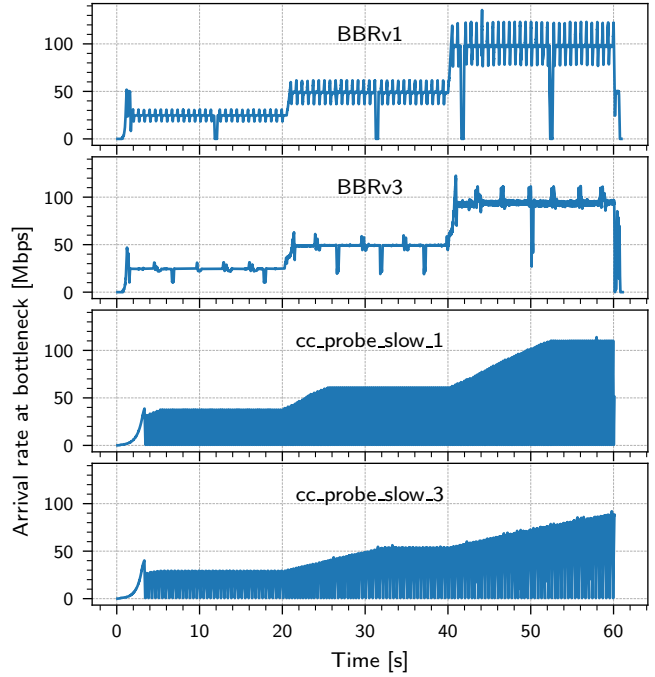 Arrival rate at bottleneck [Mbps]
BBRv1
100
50
0
BBRv3
100
50
0
cc_probe_slow_1
100
50
0
cc_probe_slow_3
100
50
0
0 10 20 30 40 50 60
Time [s]